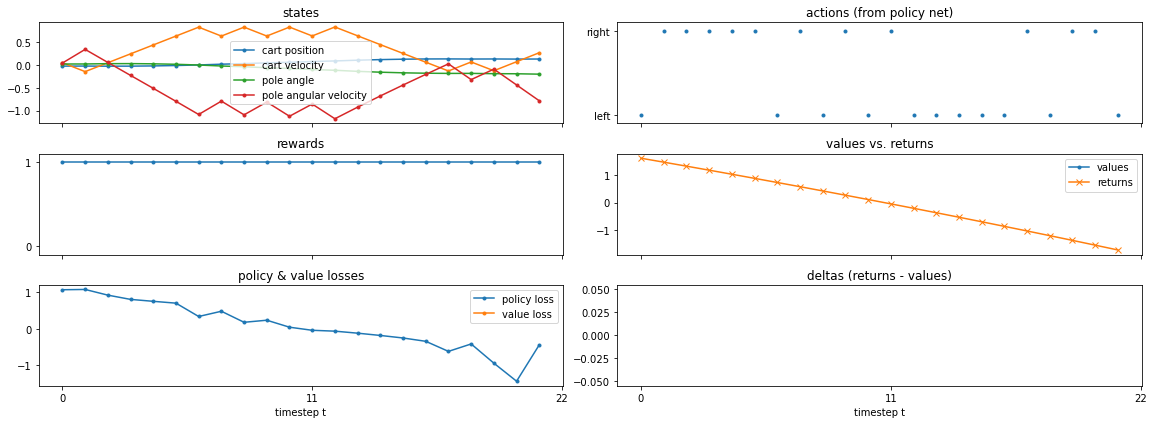 states
0.5
0.0
−0.5
−1.0
cart position
cart velocity
pole angle
pole angular velocity
actions (from policy net)
right
left
rewards
1
0
values vs. returns
1
0
−1
values
returns
policy & value losses
1
0
−1
policy loss
value loss
0
11
22
timestep t
deltas (returns - values)
0.050
0.025
0.000
−0.025
−0.050
0
11
22
timestep t